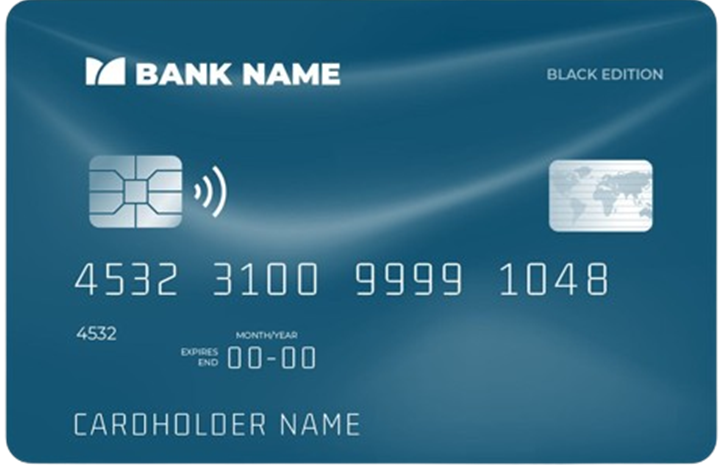 BANK NAME
BLACK EDITION
4532 3100 9999 1048
4532
MONTH/YEAR
EXPIRES
END
00-00
CARDHOLDER NAME